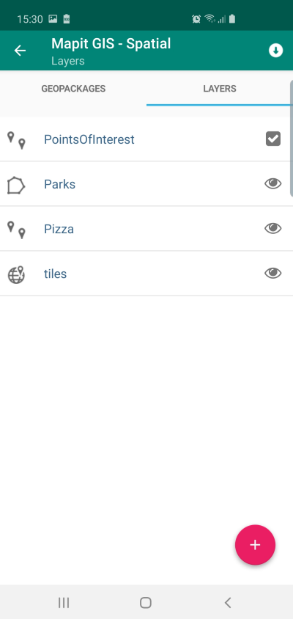 15:30
Mapit GIS - Spatial
Layers
GEOPACKAGES
LAYERS
PointsOfInterest
Parks
Pizza
tiles